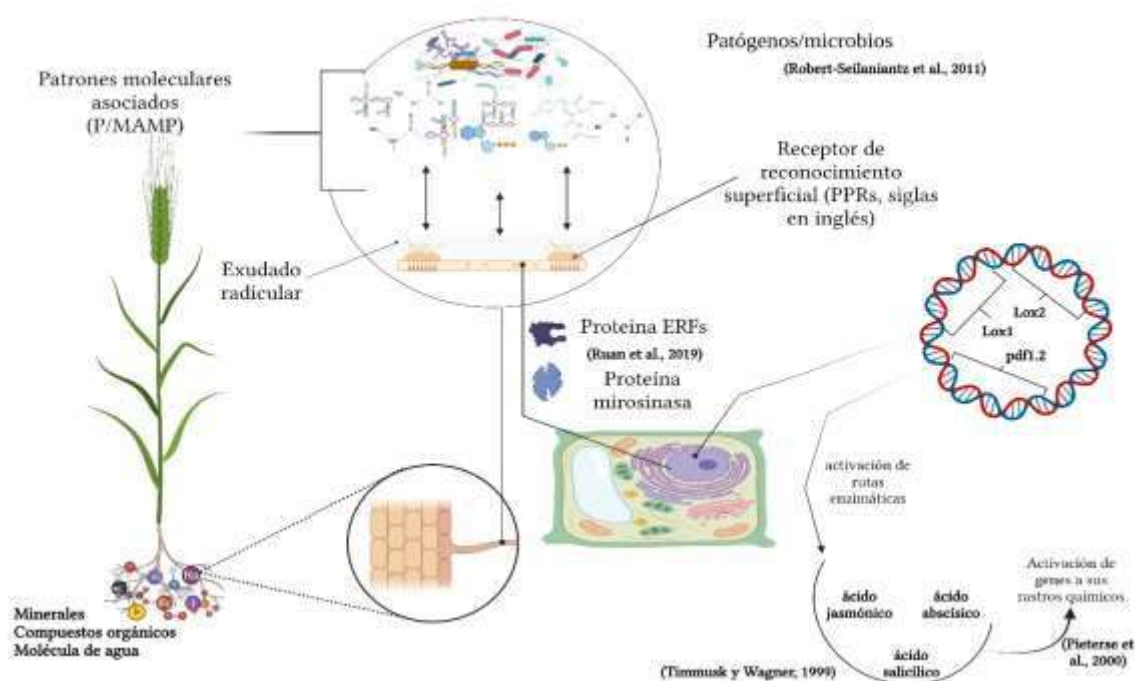 Patógenos/microbios
(Robert-Seilaniantz et al., 2011)
Patrones moleculares
asociados
(P/MAMP)
Receptor de
reconocimiento
superficial (PPRs, siglas
en inglés)
Exudado
radicular
Lox2
Lox1
pdf1.2
Proteina ERFs
(Ruan et al., 2019)
Proteína
mirosinasa
activación de
rutas
enzimáticas
Activación de
genes a sus
rastros químicos
ácido
jasmónico
ácido
abscísico
ácido
salicílico
(Pieterse et
al., 2000)
(Timmusk y Wagner, 1999)
Minerales
Compuestos orgánicos
Molécula de agua